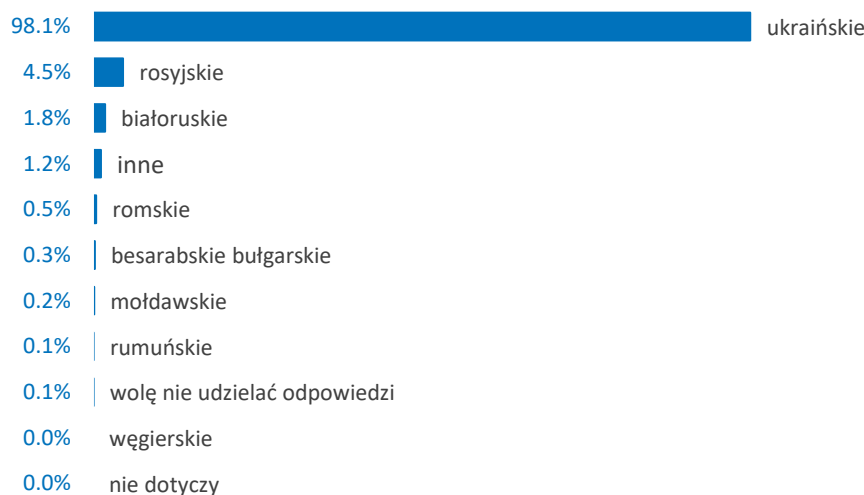 98.1% ukraińskie
4.5% rosyjskie
1.8% białoruskie
1.2% inne
0.5% romskie
0.3% besarabskie bułgarskie
0.2% mołdawskie
0.1% rumuńskie
0.1% wolę nie udzielać odpowiedzi
0.0% węgierskie
0.0% nie dotyczy